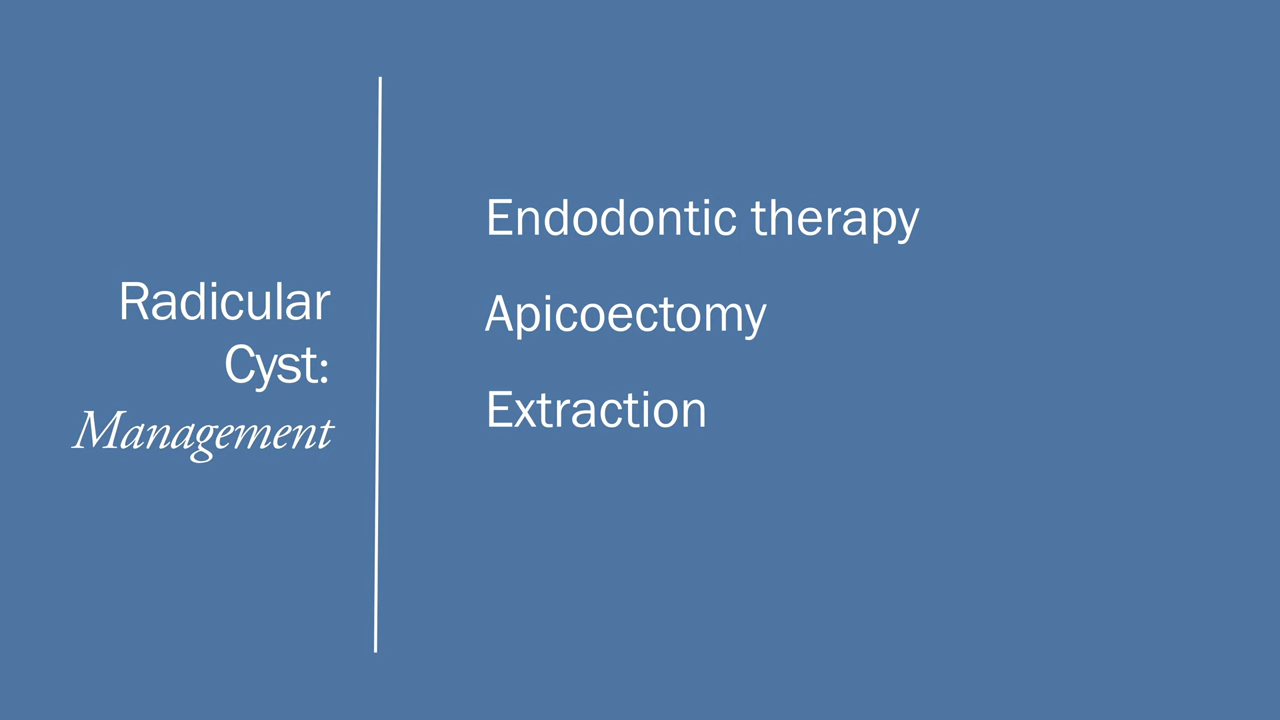 Radicular
Cyst:
Management
Endodontic therapy
Apicoectomy
Extraction